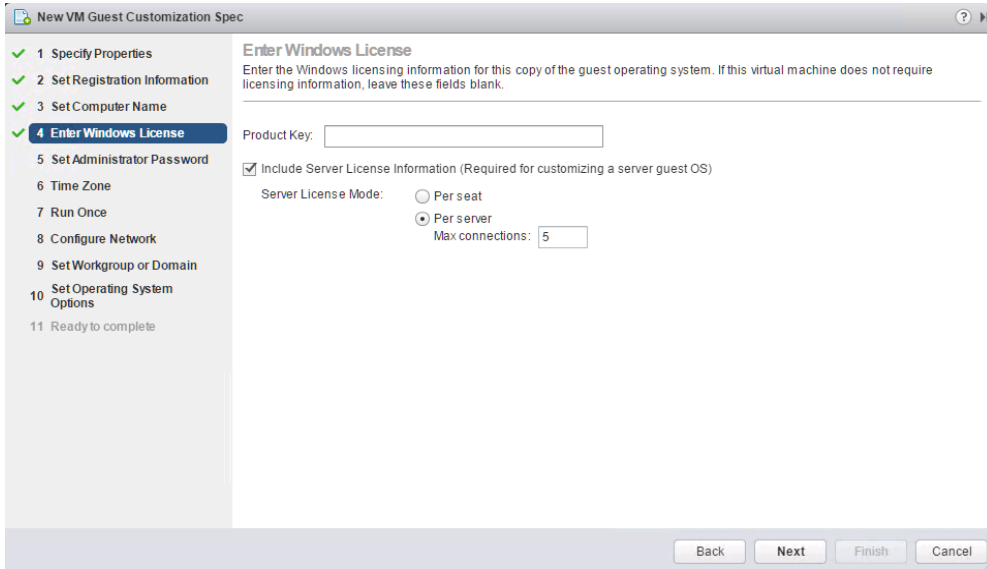 New VM Guest Customization Spec
?
1 Specify Properties
2 Set Registration Information
3 Set Computer Name
4 Enter Windows License
5 Set Administrator Password
6 Time Zone
7 Run Once
8 Configure Network
9 Set Workgroup or Domain
10 Set Operating System
Options
11 Ready to complete
Enter Windows License
Enter the Windows licensing information for this copy of the guest operating system. If this virtual machine does not require
licensing information, leave these fields blank.
Product Key:
Include Server License Information (Required for customizing a server guest OS)
Server License Mode:
Per seat
Per server
Max connections: 5
Back
Next
Finish
Cancel